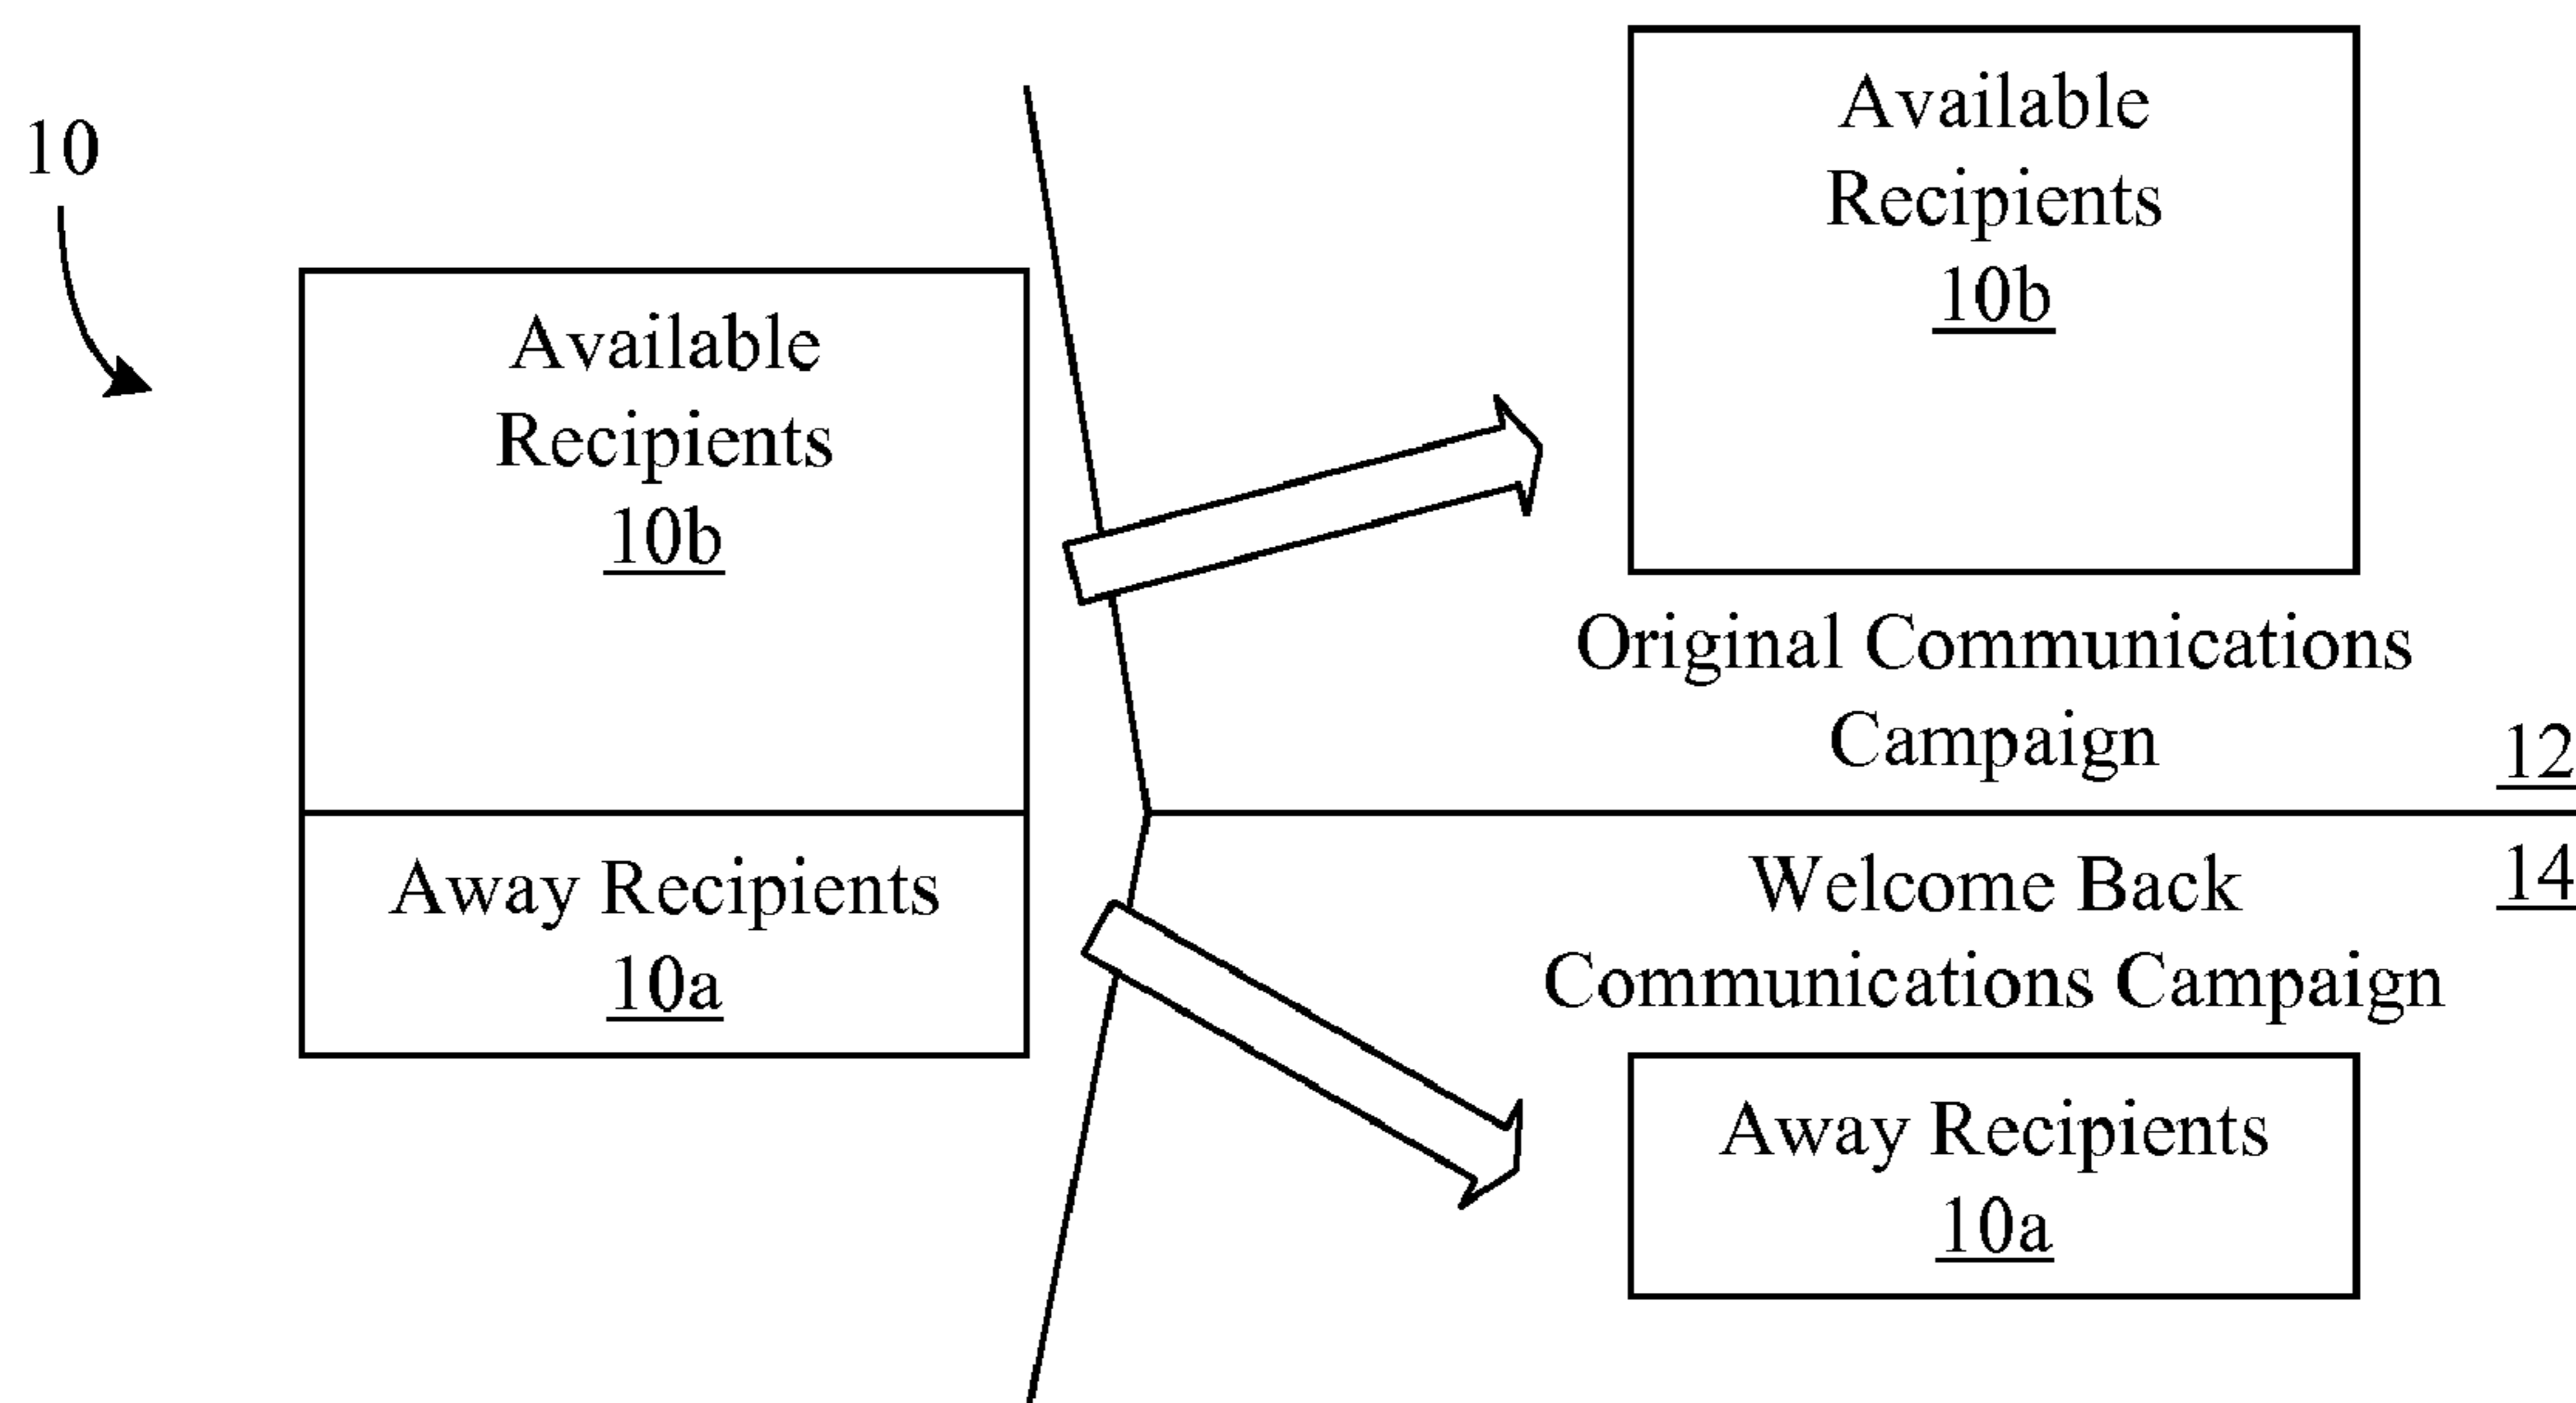 10
Available
Recipients
10b
Away Recipients
10a
Available
Recipients
10b
Original Communications
Campaign
12
Welcome Back
14
Communications Campaign
Away Recipients
10a